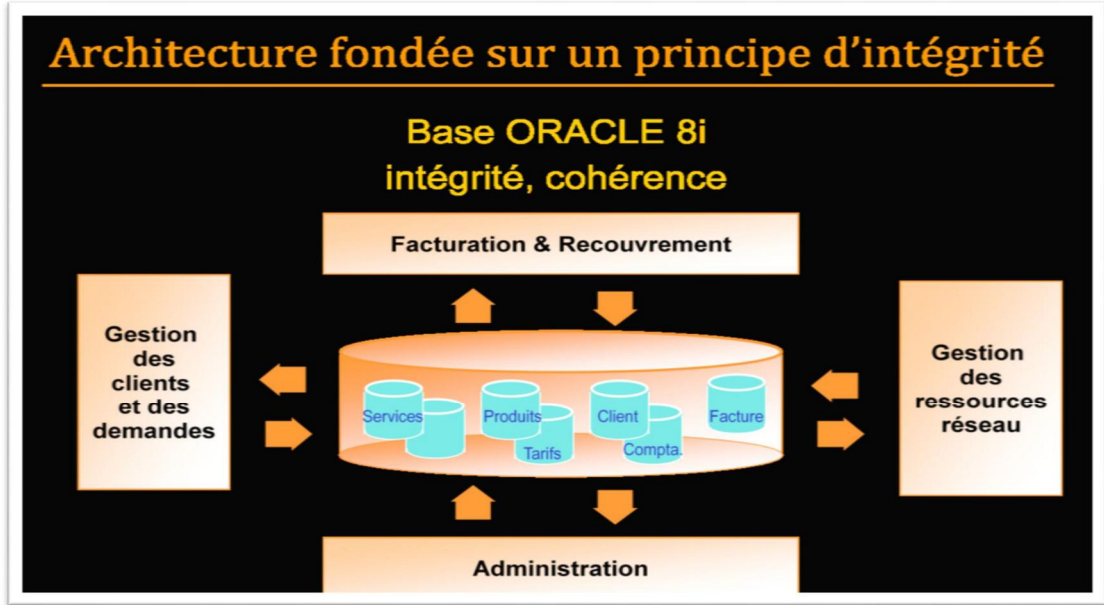 Architecture fondée sur un principe d'intégrité
Base ORACLE 8i
intégrité, cohérence
Facturation & Recouvrement
Gestion
des
clients
et des
demandes
Services
Produits
Tarifs
Client
Compta.
Facture
Gestion
des
ressources
réseau
Administration